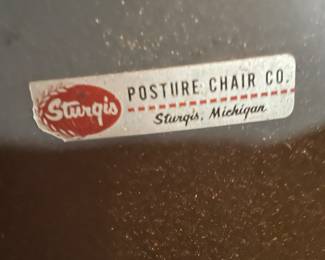 Sturgis
POSTURE CHAIR CO.
Sturgis, Michigan